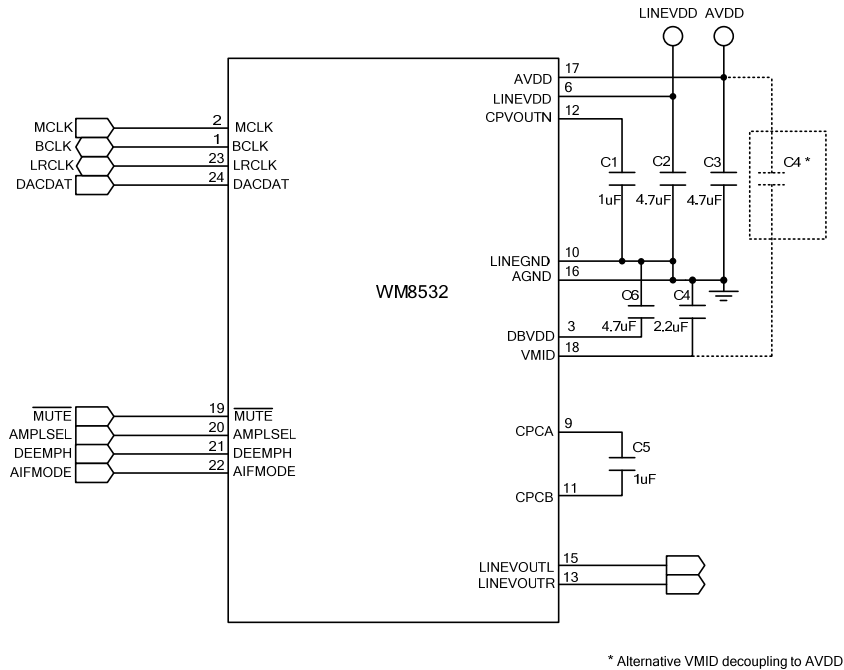 LINEVDD AVDD
17
AVDD
6
LINEVDD
12
CPVOUTN
MCLK 2 MCLK
BCLK 1 BCLK
LRCLK 23 LRCLK
DACDAT 24 DACDAT
C1 C2 C3 C4 *
1uF 4.7uF 4.7uF
10
LINEGND
16
AGND
WM8532
C6 C4
4.7uF 2.2uF
3
DBVDD
18
VMID
MUTE 19 MUTE
AMPLSEL 20 AMPLSEL
DEEMPH 21 DEEMPH
AIFMODE 22 AIFMODE
9
CPCA
C5
1uF
11
CPCB
15
LINEVOUTL
13
LINEVOUTR
* Alternative VMID decoupling to AVDD